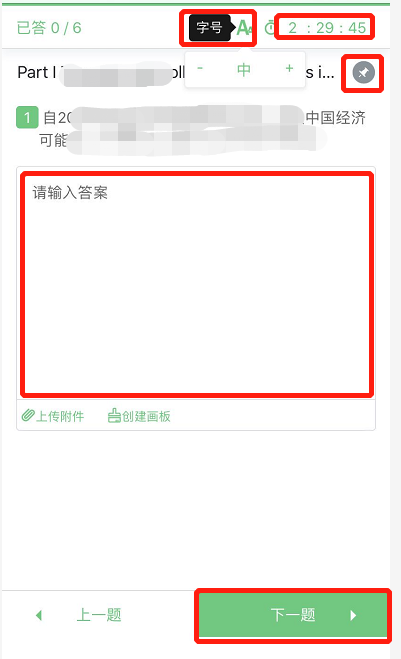 已答 0 / 6 字号 AA 2 : 29 : 45
- 中 +
Part I s i...
1 自20 中国经济
可能
请输入答案
上传附件 创建画板
上一题 下一题